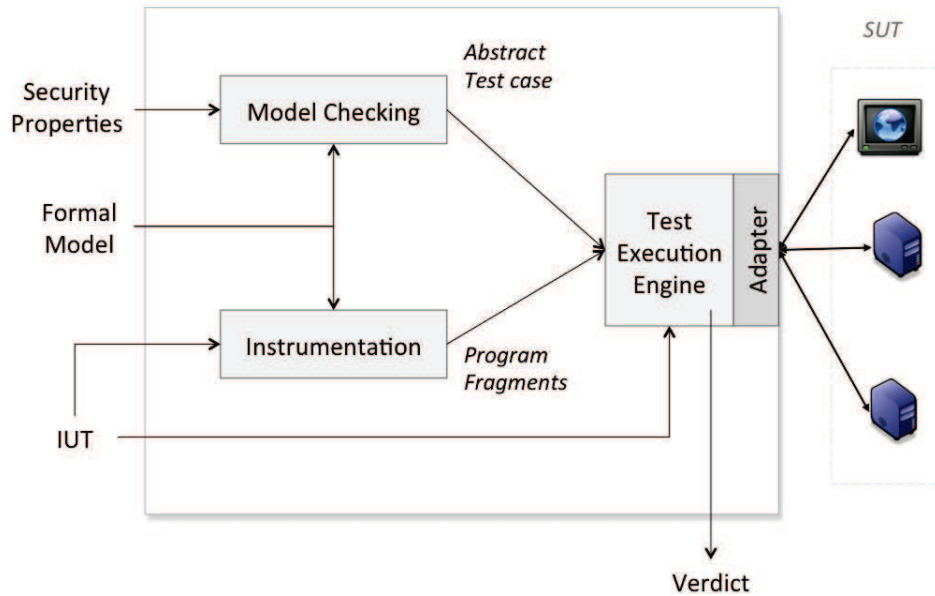 SUT
Abstract
Test case
Security
Properties
Model Checking
Formal
Model
Test
Execution
Engine
Adapter
Instrumentation
Program
Fragments
IUT
Verdict